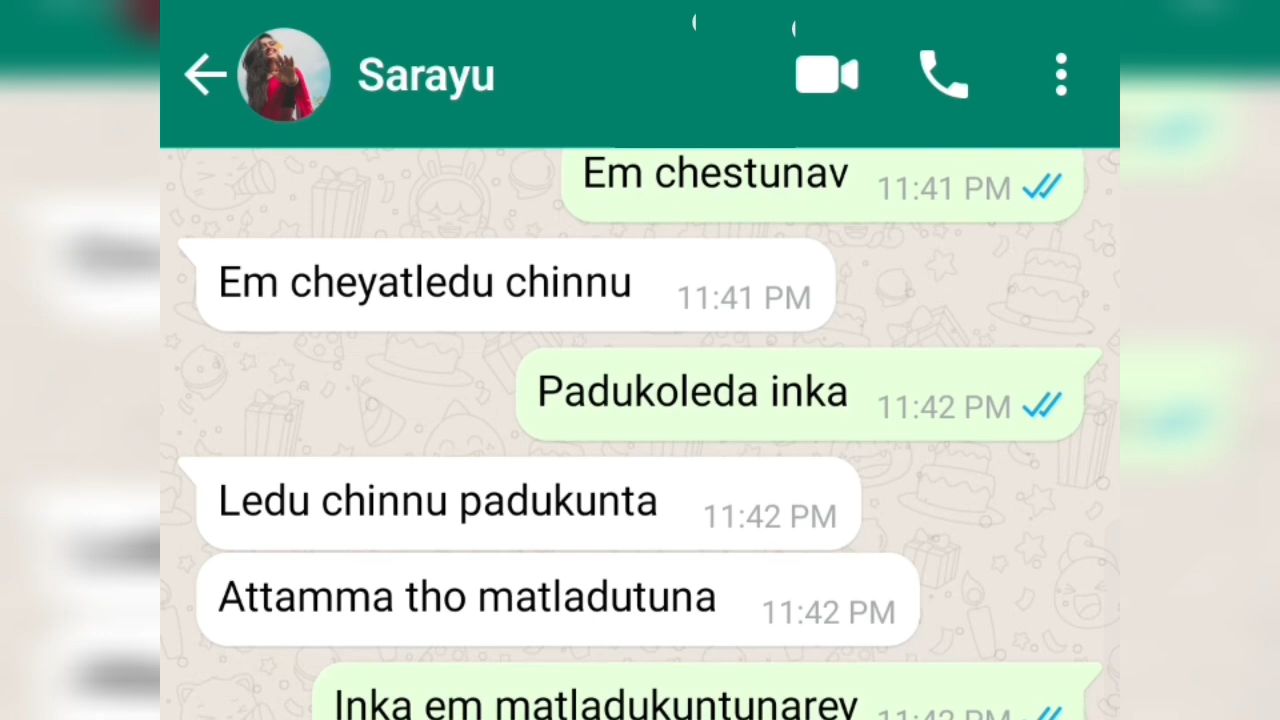 Sarayu
Em chestunav 11:41 PM
Em cheyatledu chinnu 11:41 PM
Padukoleda inka 11:42 PM
Ledu chinnu padukunta 11:42 PM
Attamma tho matladutuna 11:42 PM
Inka em matladukuntunarev 11:42 PM